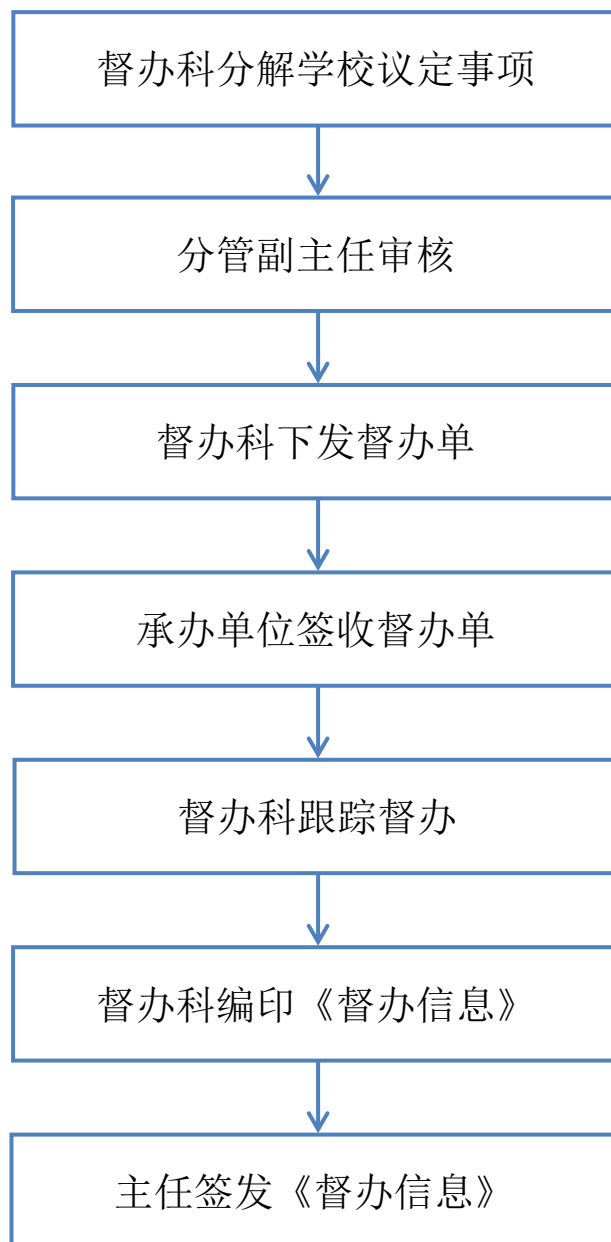 督办科分解学校议定事项
分管副主任审核
督办科下发督办单
承办单位签收督办单
督办科跟踪督办
督办科编印《督办信息》
主任签发《督办信息》